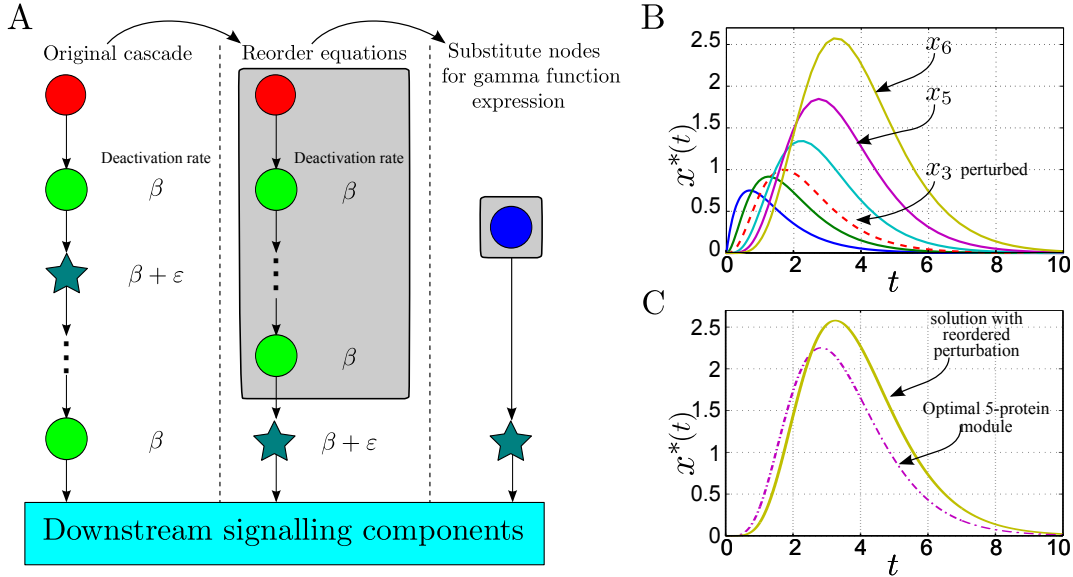 A
Original cascade
Reorder equations
Substitute nodes
for gamma function
expression
Deactivation rate
β
β + ε
β
Deactivation rate
β
β
β + ε
Downstream signalling components
B
x*(t)
2.5
2
1.5
1
0.5
0
0 2 4 6 8 10
t
x6
x5
x3 perturbed
C
x*(t)
2.5
2
1.5
1
0.5
0
0 2 4 6 8 10
t
solution with
reordered
perturbation
Optimal 5-protein
module